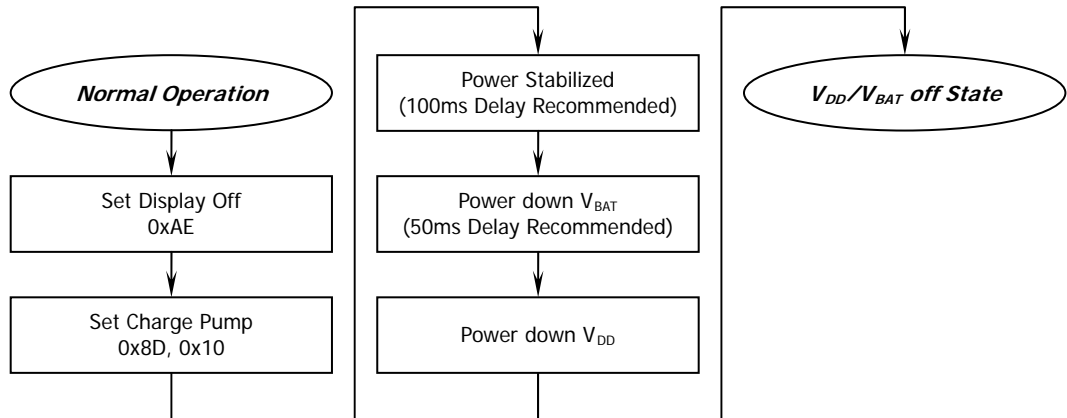 Normal Operation
Set Display Off
0xAE
Set Charge Pump
0x8D, 0x10
Power Stabilized
(100ms Delay Recommended)
Power down VBAT
(50ms Delay Recommended)
Power down VDD
VDD/VBAT off State